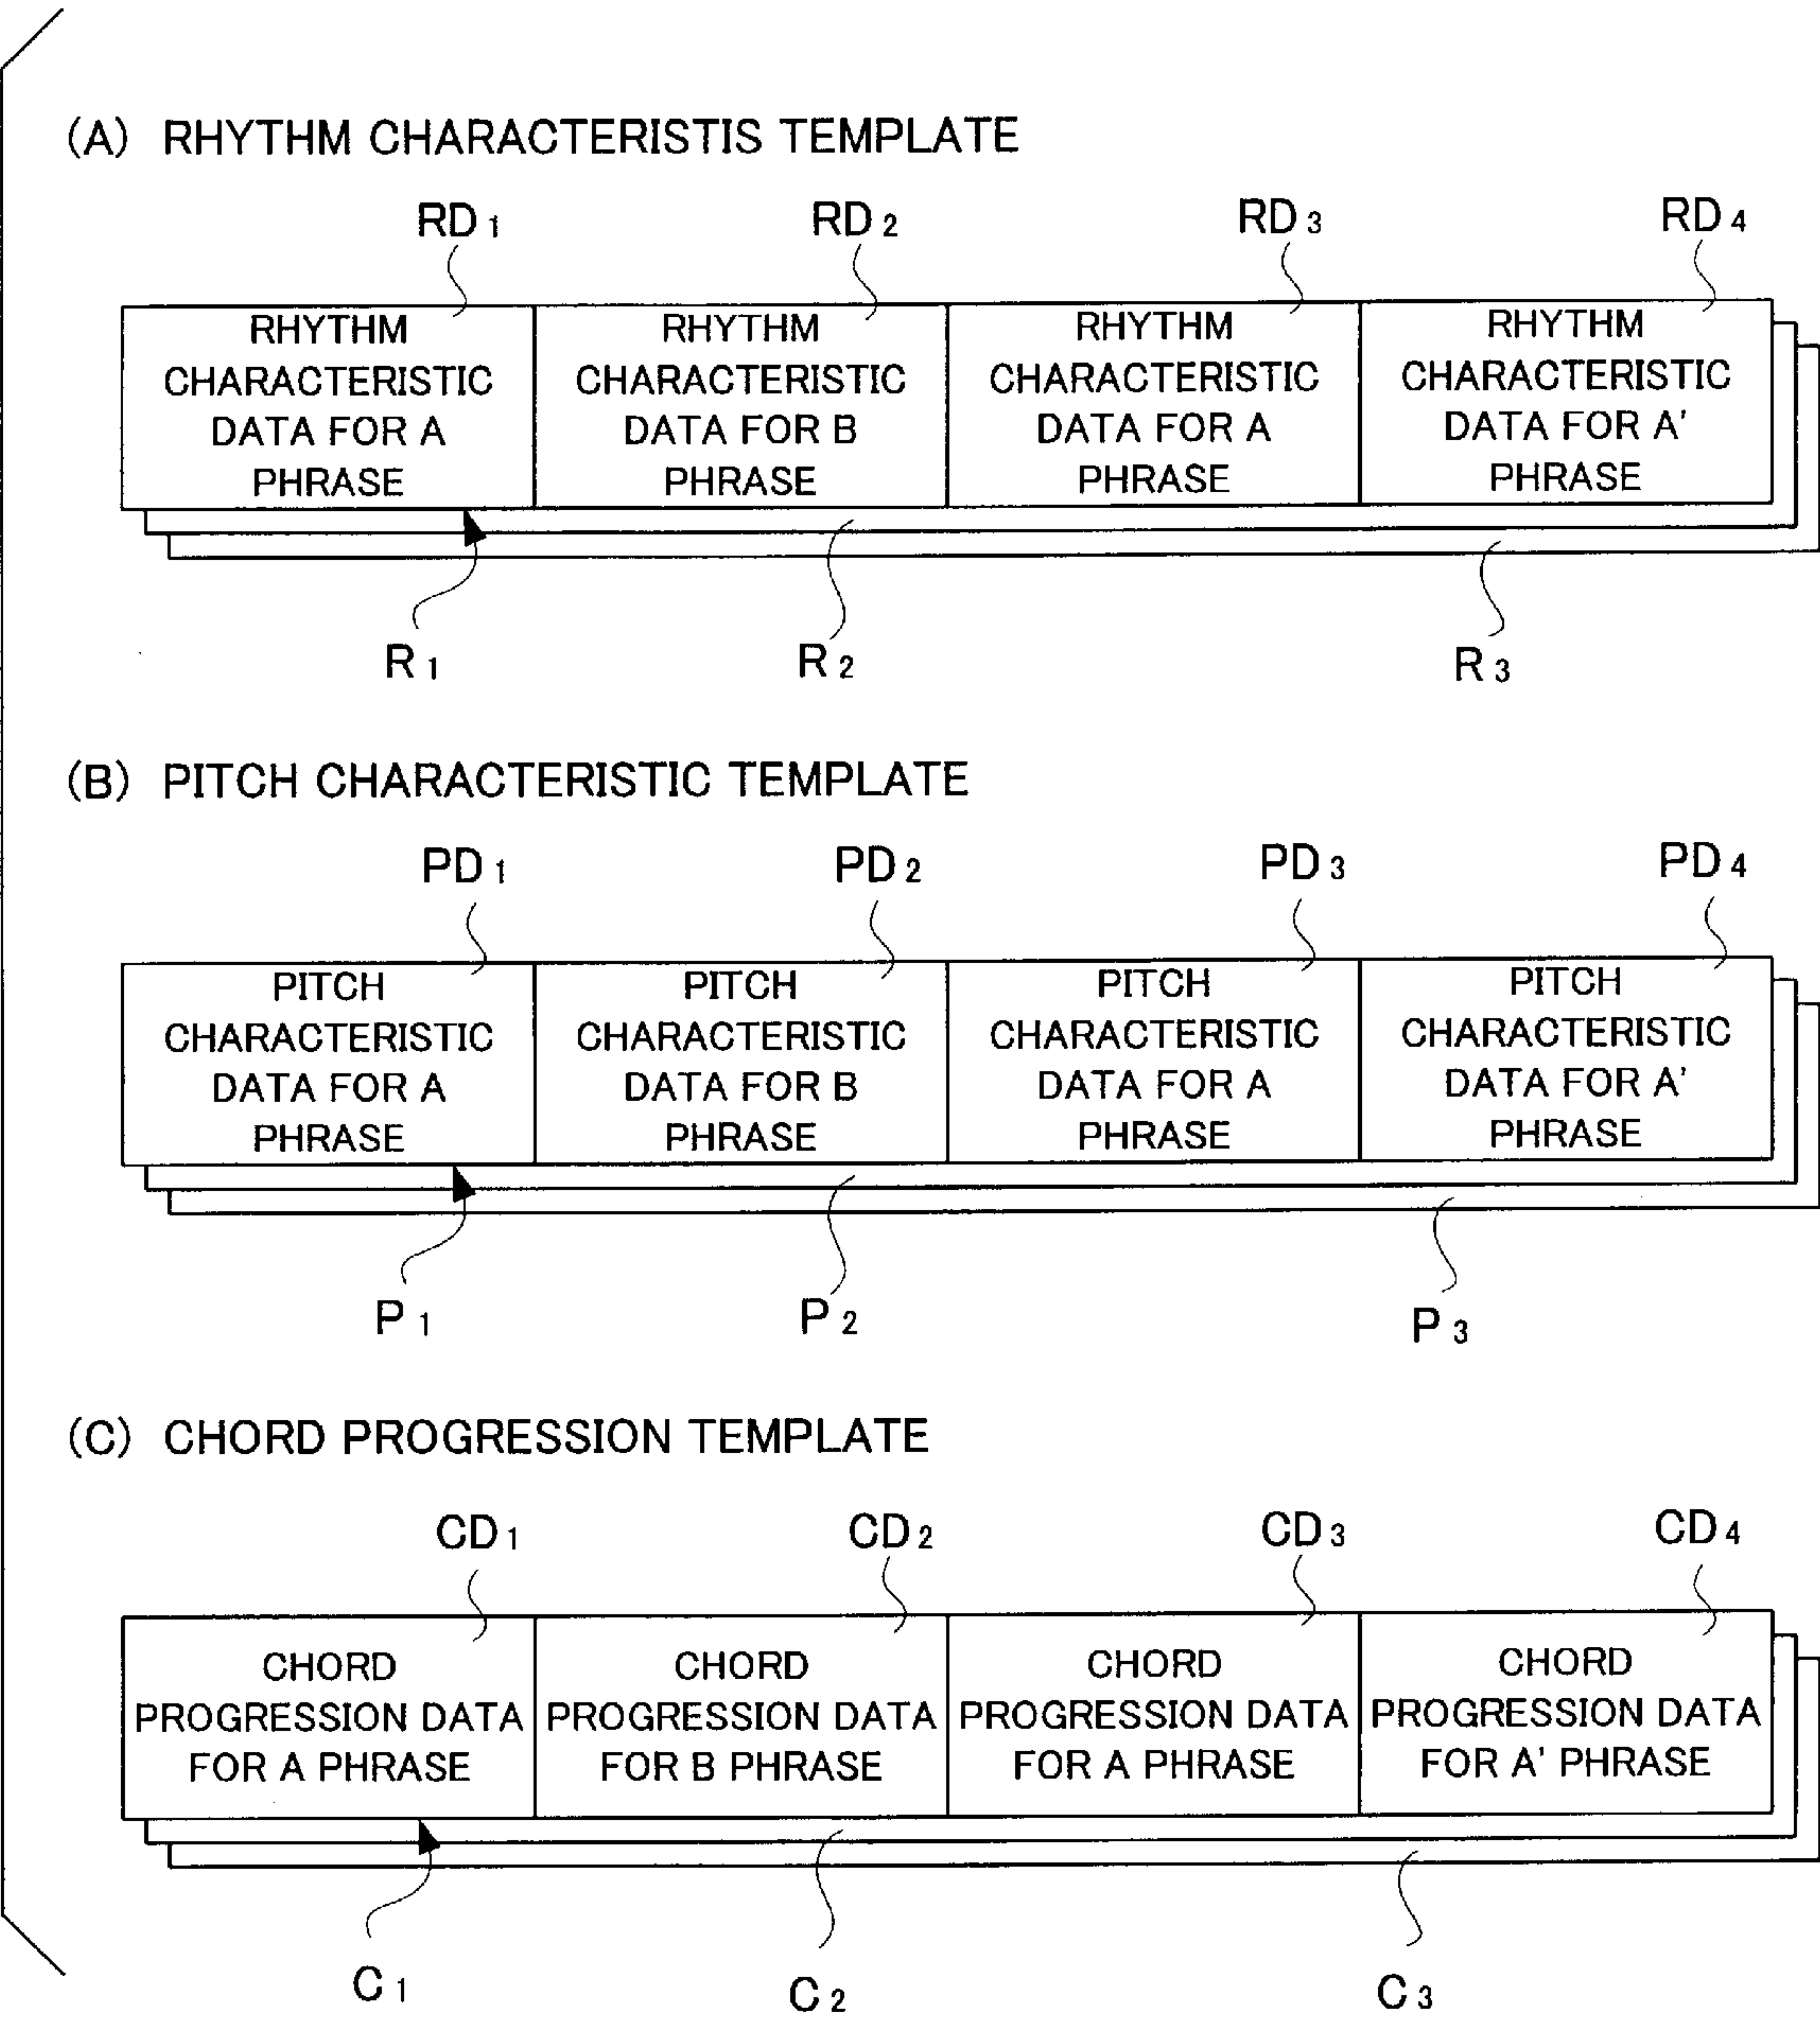 (A) RHYTHM CHARACTERISTIS TEMPLATE
RD1 RD2 RD3 RD4
RHYTHM RHYTHM RHYTHM RHYTHM
CHARACTERISTIC CHARACTERISTIC CHARACTERISTIC CHARACTERISTIC
DATA FOR A DATA FOR B DATA FOR A DATA FOR A'
PHRASE PHRASE PHRASE PHRASE
R1 R2 R3
(B) PITCH CHARACTERISTIC TEMPLATE
PD1 PD2 PD3 PD4
PITCH PITCH PITCH PITCH
CHARACTERISTIC CHARACTERISTIC CHARACTERISTIC CHARACTERISTIC
DATA FOR A DATA FOR B DATA FOR A DATA FOR A'
PHRASE PHRASE PHRASE PHRASE
P1 P2 P3
(C) CHORD PROGRESSION TEMPLATE
CD1 CD2 CD3 CD4
CHORD CHORD CHORD CHORD
PROGRESSION DATA PROGRESSION DATA PROGRESSION DATA PROGRESSION DATA
FOR A PHRASE FOR B PHRASE FOR A PHRASE FOR A' PHRASE
C1 C2 C3